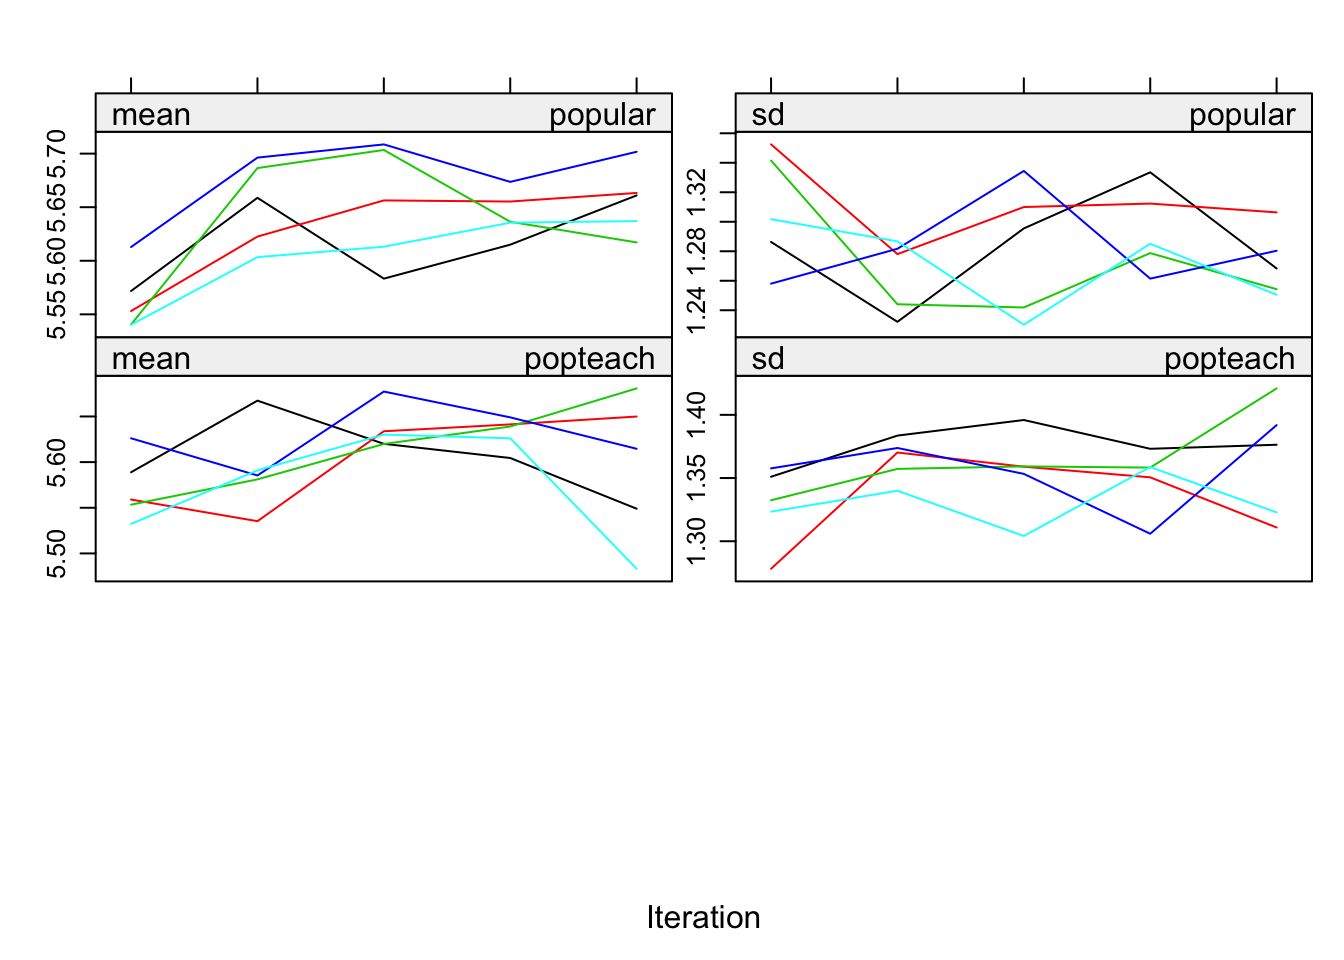 mean popular
sd popular
5.55 5.60 5.65 5.70
1.24 1.28 1.32
mean popteach
sd popteach
5.50 5.60
1.30 1.35 1.40
Iteration